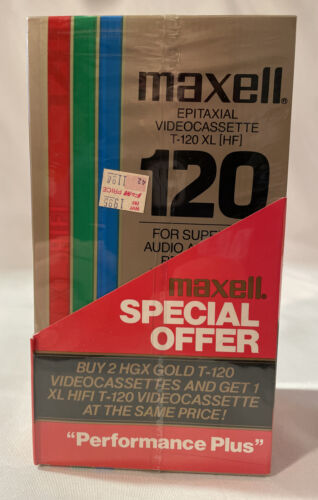 maxell®
EPITAXIAL
VIDEOCASSETTE
T-120 XL [HF]
120
FOR SUPE
AUDIO A
maxell.
SPECIAL
OFFER
BUY 2 HGX GOLD T-120
VIDEOCASSETTES AND GET 1
XL HIFI T-120 VIDEOCASSETTE
AT THE SAME PRICE!
"Performance Plus"